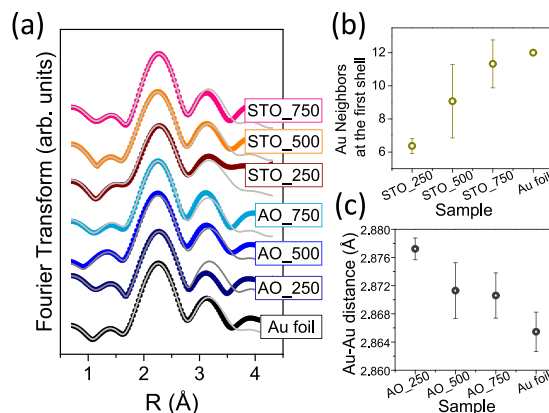 (a)
Fourier Transform (arb. units)
STO_750
STO_500
STO_250
AO_750
AO_500
AO_250
Au foil
1 2 3 4
R (Å)
(b)
Au Neighbors
at the first shell
12
10
8
6
STO_250 STO_500 STO_750 Au foil
Sample
(c)
Au-Au distance (Å)
2,880
2,876
2,872
2,868
2,864
2,860
AO_250 AO_500 AO_750 Au foil
Sample